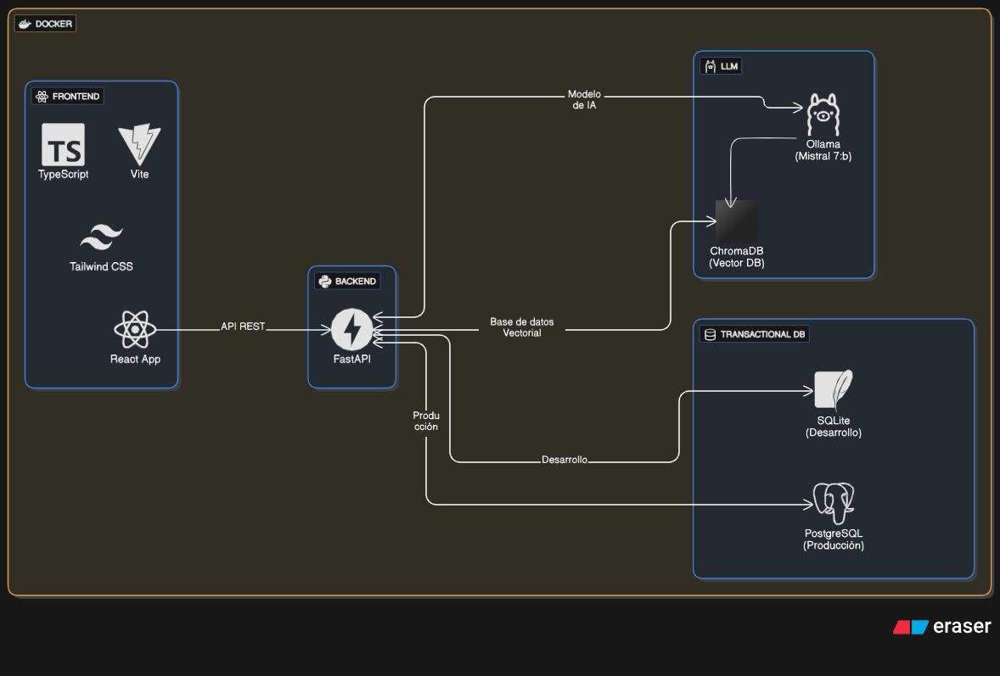 DOCKER
FRONTEND
TS
TypeScript
Vite
Tailwind CSS
React App
API REST
BACKEND
FastAPI
Modelo
de IA
Base de datos
Vectorial
Produ
cción
Desarrollo
LLM
Ollama
(Mistral 7:b)
ChromaDB
(Vector DB)
TRANSACTIONAL DB
SQLite
(Desarrollo)
PostgreSQL
(Producción)
eraser